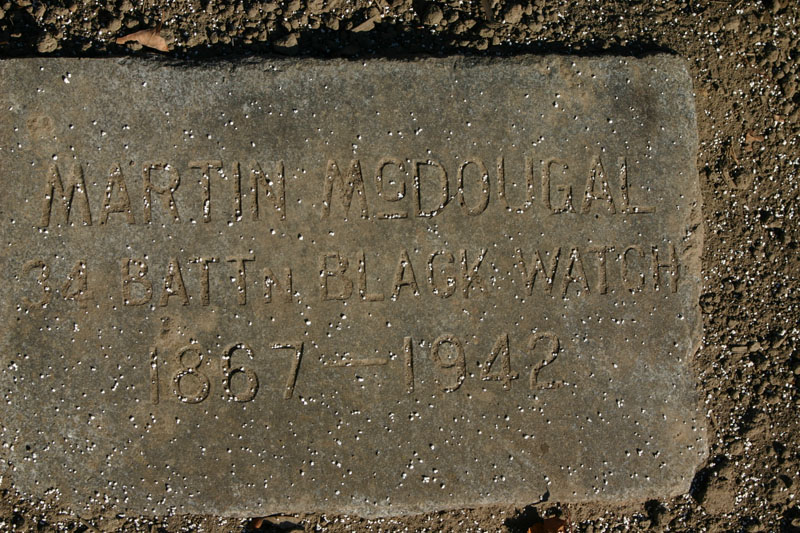 MARTIN McDOUGAL
34 BATTN BLACK WATCH
1867-1942